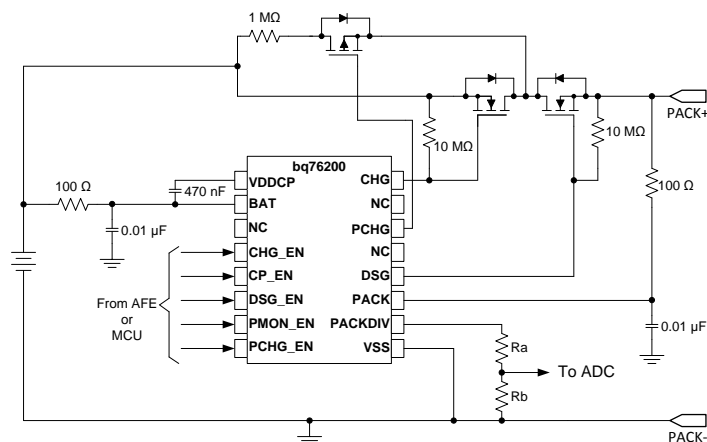 1 MΩ
PACK+
10 MΩ
10 MΩ
bq76200
100 Ω
VDDCP
470 nF
CHG
100 Ω
BAT
NC
0.01 µF
NC
PCHG
CHG_EN
NC
CP_EN
DSG
From AFE
or
MCU
DSG_EN
PACK
PMON_EN
PACKDIV
0.01 µF
PCHG_EN
VSS
Ra
To ADC
Rb
PACK-